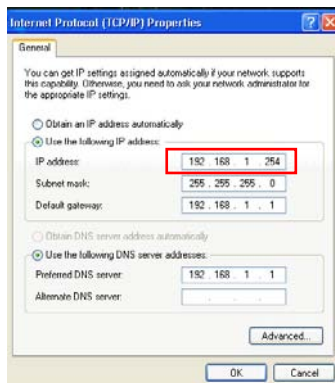 Internet Protocol (TCP/IP) Properties
General
You can get IP settings assigned automatically if your network supports
this capability. Otherwise, you need to ask your network administrator for
the appropriate IP settings.
Obtain an IP address automatically
Use the following IP address:
IP address: 192 . 168 . 1 . 254
Subnet mask: 255 . 255 . 255 . 0
Default gateway: 192 . 168 . 1 . 1
Obtain DNS server address automatically
Use the following DNS server addresses:
Preferred DNS server: 192 . 168 . 1 . 1
Alternate DNS server: . . .
Advanced...
OK Cancel